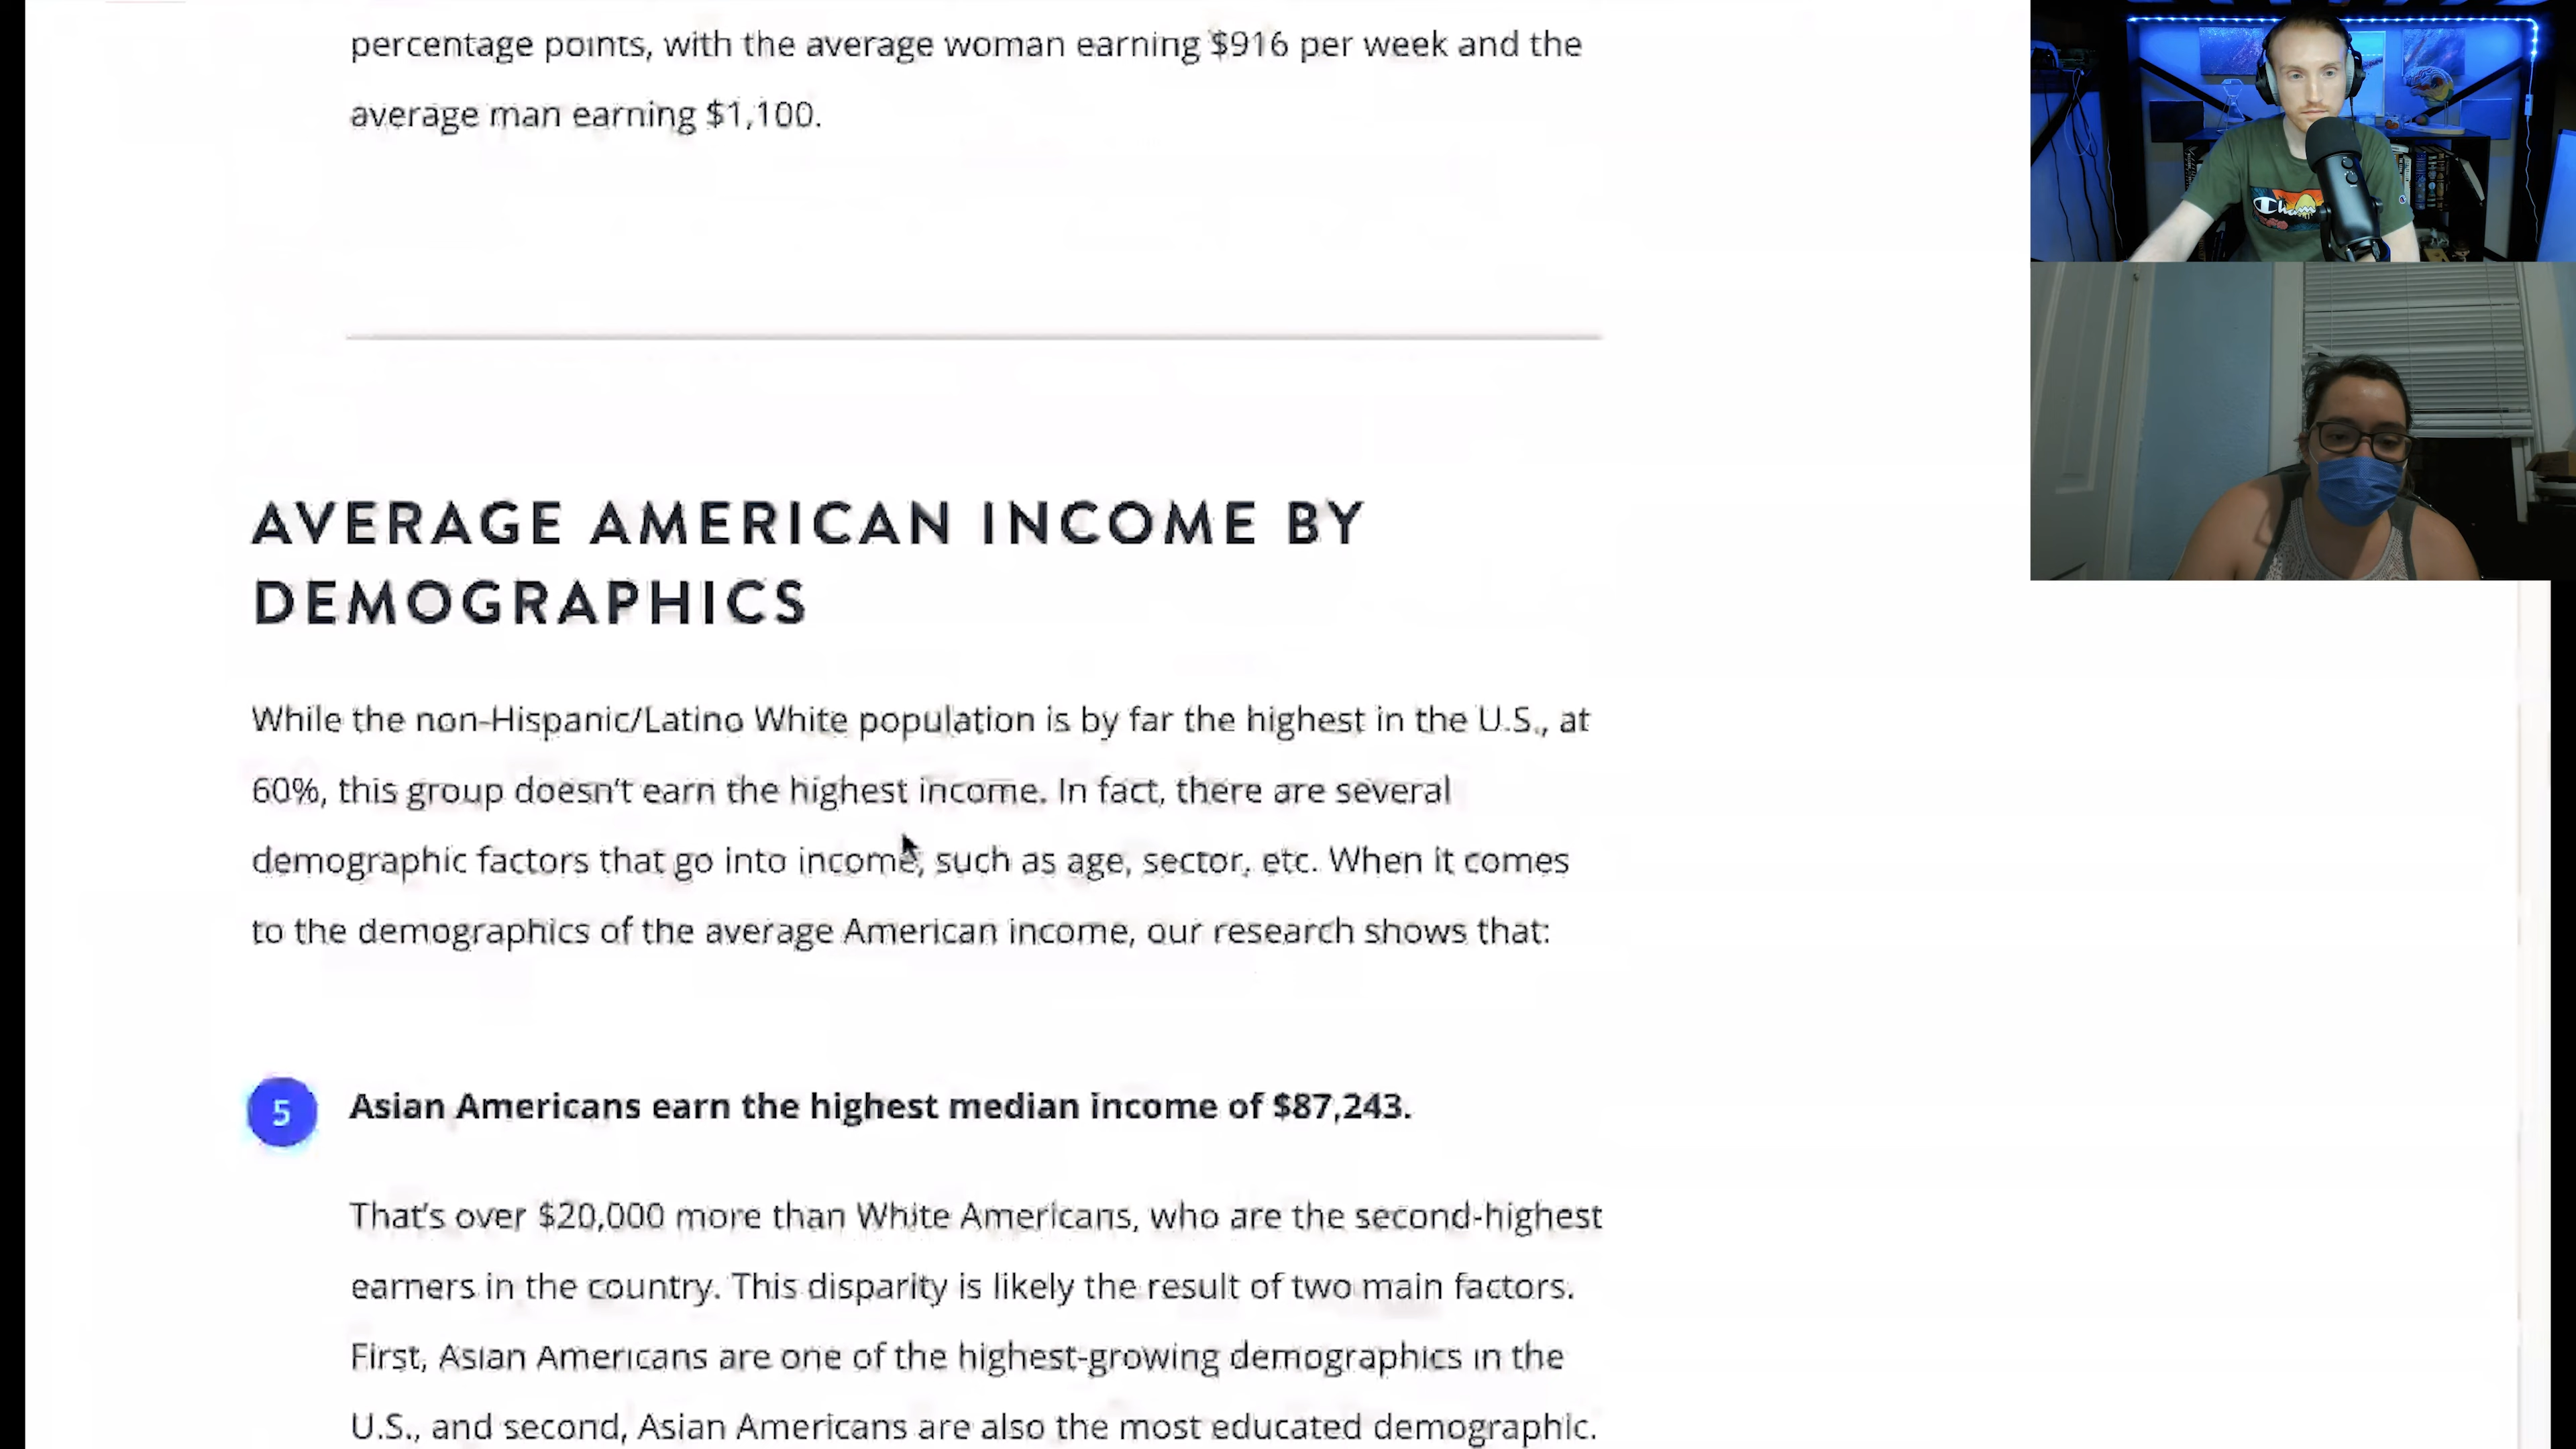 percentage points, with the average woman earning $916 per week and the
average man earning $1,100.
AVERAGE AMERICAN INCOME BY
DEMOGRAPHICS
While the non-Hispanic/Latino White population is by far the highest in the U.S., at
60%, this group doesn't earn the highest income. In fact, there are several
demographic factors that go into income, such as age, sector, etc. When it comes
to the demographics of the average American income, our research shows that:
5 Asian Americans earn the highest median income of $87,243.
That's over $20,000 more than White Americans, who are the second-highest
earners in the country. This disparity is likely the result of two main factors.
First, Asian Americans are one of the highest-growing demographics in the
U.S., and second, Asian Americans are also the most educated demographic.